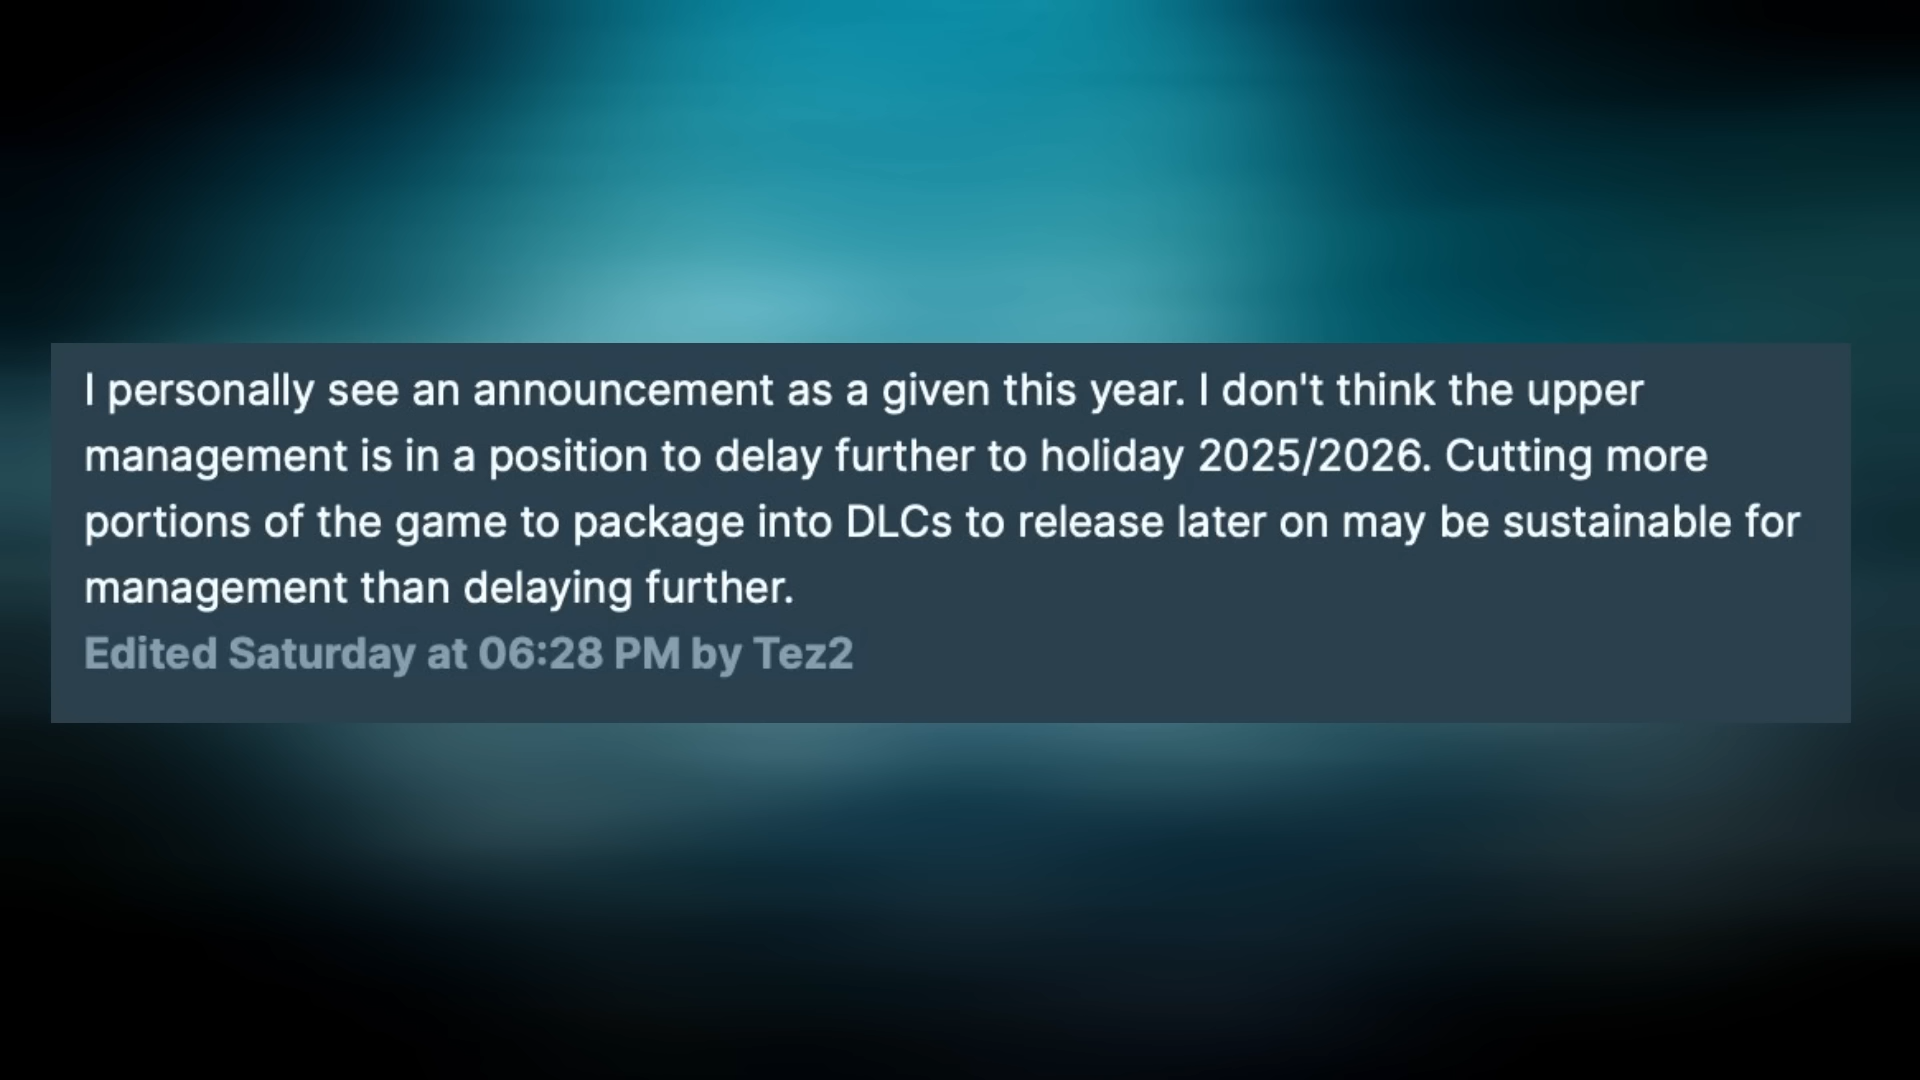 I personally see an announcement as a given this year. I don't think the upper
management is in a position to delay further to holiday 2025/2026. Cutting more
portions of the game to package into DLCs to release later on may be sustainable for
management than delaying further.
Edited Saturday at 06:28 PM by Tez2